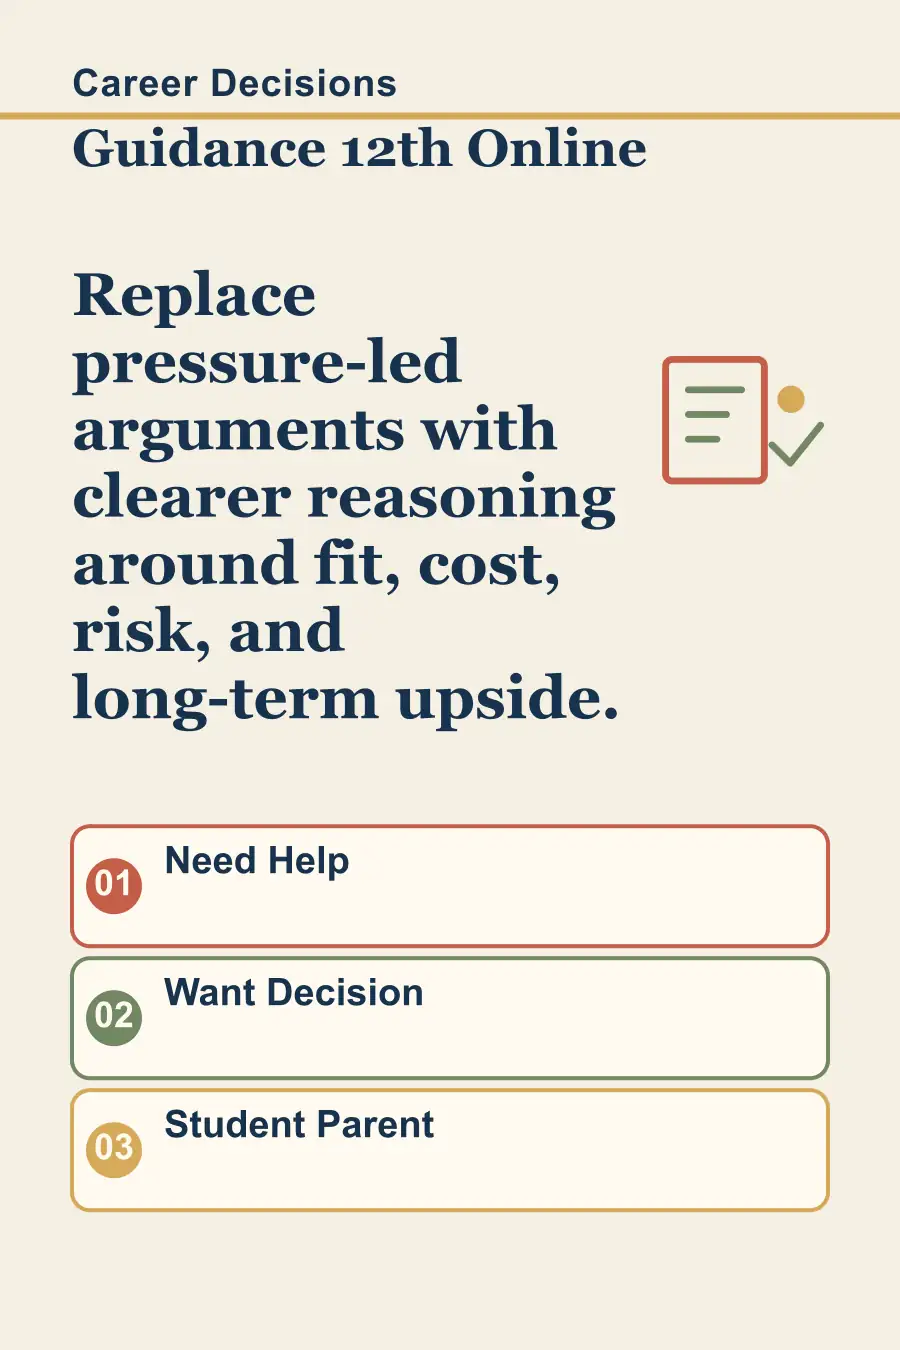 Career Decisions
Guidance 12th Online
Replace
pressure-led
arguments with
clearer reasoning
around fit, cost,
risk, and
long-term upside.
01
Need Help
02
Want Decision
03
Student Parent